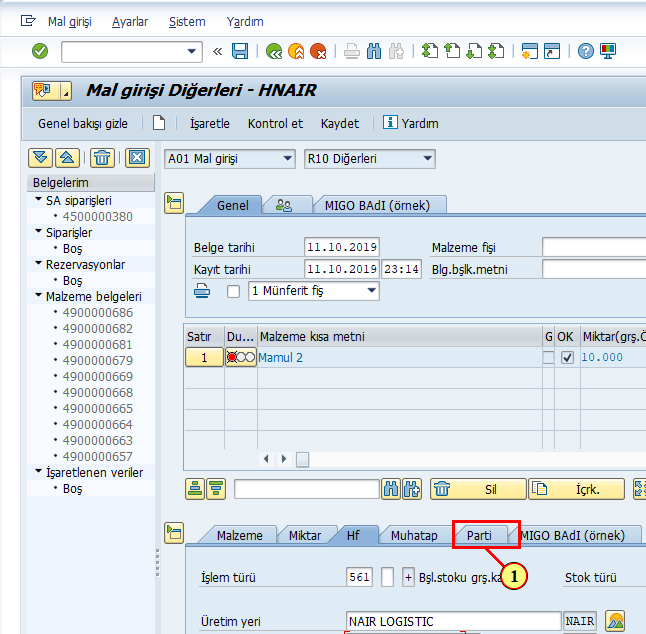 Mal girişi Ayarlar Sistem Yardım
Mal girişi Diğerleri - HNAIR
Genel bakışı gizle İşaretle Kontrol et Kaydet Yardım
A01 Mal girişi R10 Diğerleri
Belgelerim
SA siparişleri
4500000380
Siparişler
Boş
Rezervasyonlar
Boş
Malzeme belgeleri
4900000686
4900000682
4900000681
4900000679
4900000669
4900000668
4900000665
4900000664
4900000663
4900000657
İşaretlenen veriler
Boş
Genel MIGO BAdI (örnek)
Belge tarihi 11.10.2019 Malzeme fişi
Kayıt tarihi 11.10.2019 23:14 Blg.bşlk.metni
1 Münferit fiş
Satır Du... Malzeme kısa metni G OK Miktar(grş.Ö
1 Mamul 2 10.000
Sil İçrk.
Malzeme Miktar Hf Muhatap Parti MIGO BAdI (örnek)
İşlem türü 561 + Bşl.stoku grş.ka 1 Stok türü
Üretim yeri NAIR LOGISTIC NAIR